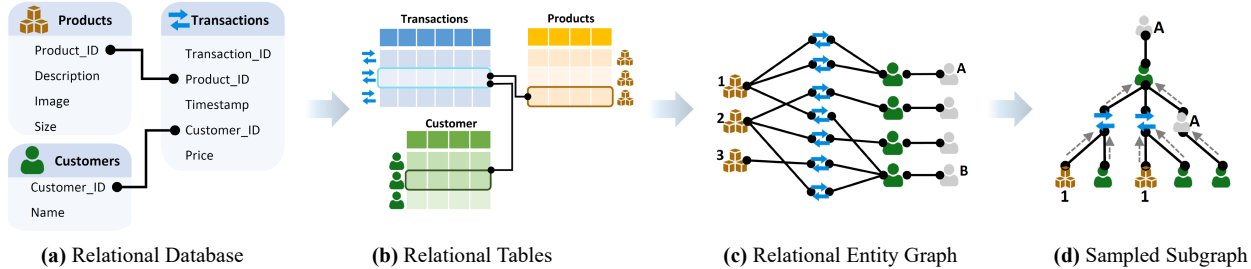 Products
Product_ID
Description
Image
Size
Customers
Customer_ID
Name
Transactions
Transaction_ID
Product_ID
Timestamp
Customer_ID
Price
(a) Relational Database
Transactions
Products
Customer
(b) Relational Tables
1
2
3
A
B
(c) Relational Entity Graph
A
A
1
1
(d) Sampled Subgraph